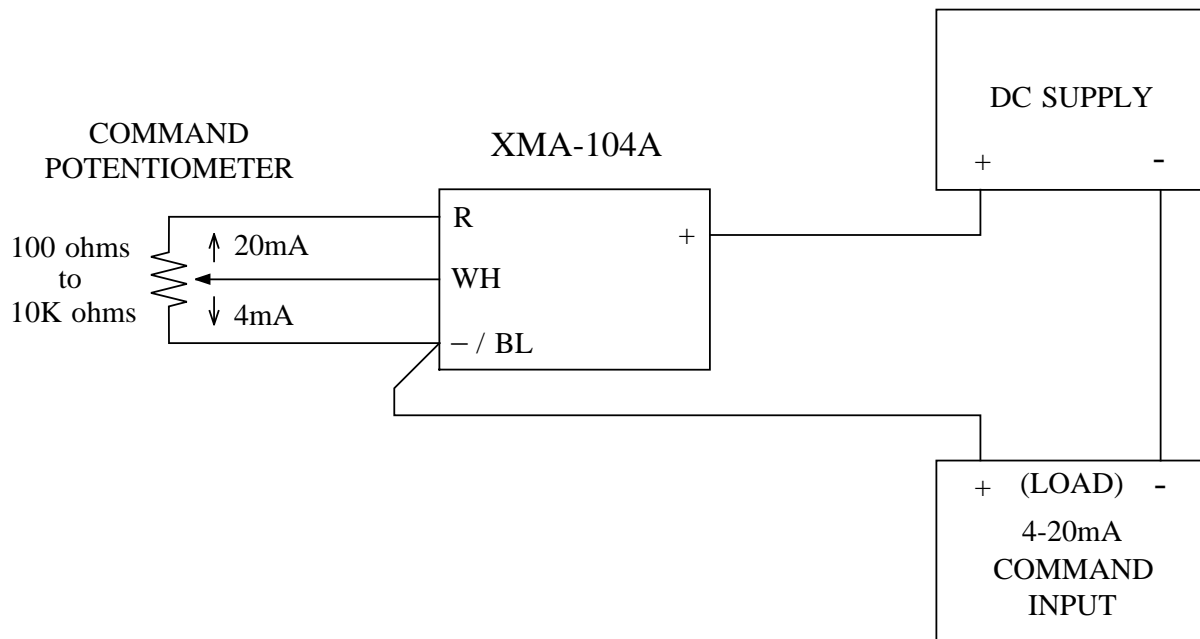 COMMAND
POTENTIOMETER
100 ohms
to
10K ohms
20mA
4mA
XMA-104A
R
WH
− / BL
+
DC SUPPLY
+ -
+ (LOAD) -
4-20mA
COMMAND
INPUT